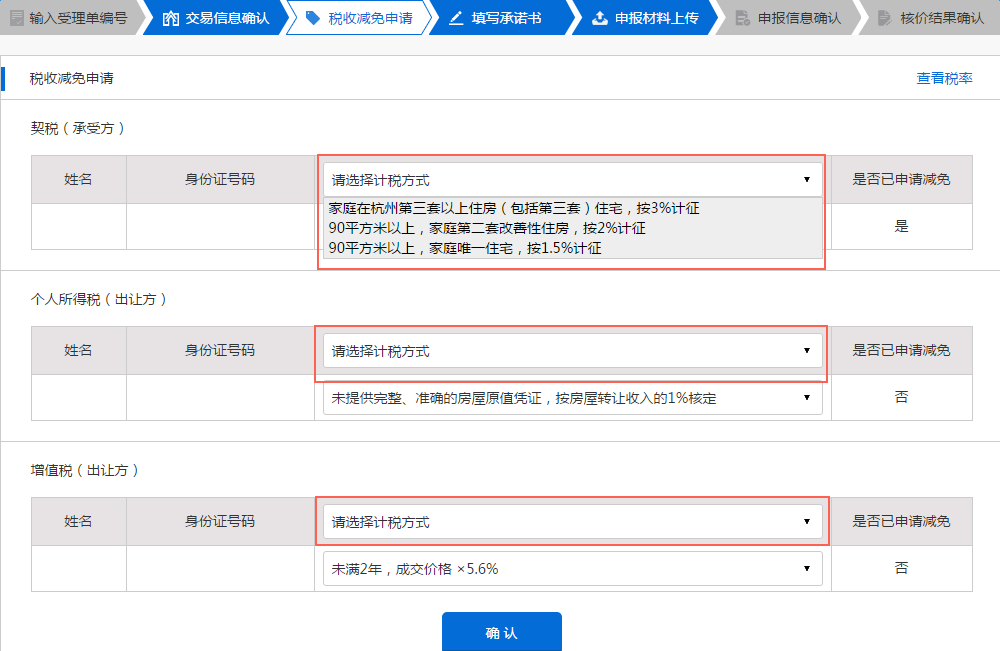 输入受理单编号
交易信息确认
税收减免申请
填写承诺书
申报材料上传
申报信息确认
核价结果确认
税收减免申请
查看税率
契税（承受方）
姓名
身份证号码
请选择计税方式
是否已申请减免
家庭在杭州第三套以上住房（包括第三套）住宅，按3%计征
90平方米以上，家庭第二套改善性住房，按2%计征
90平方米以上，家庭唯一住宅，按1.5%计征
是
个人所得税（出让方）
姓名
身份证号码
请选择计税方式
是否已申请减免
未提供完整、准确的房屋原值凭证，按房屋转让收入的1%核定
否
增值税（出让方）
姓名
身份证号码
请选择计税方式
是否已申请减免
未满2年，成交价格 ×5.6%
否
确 认